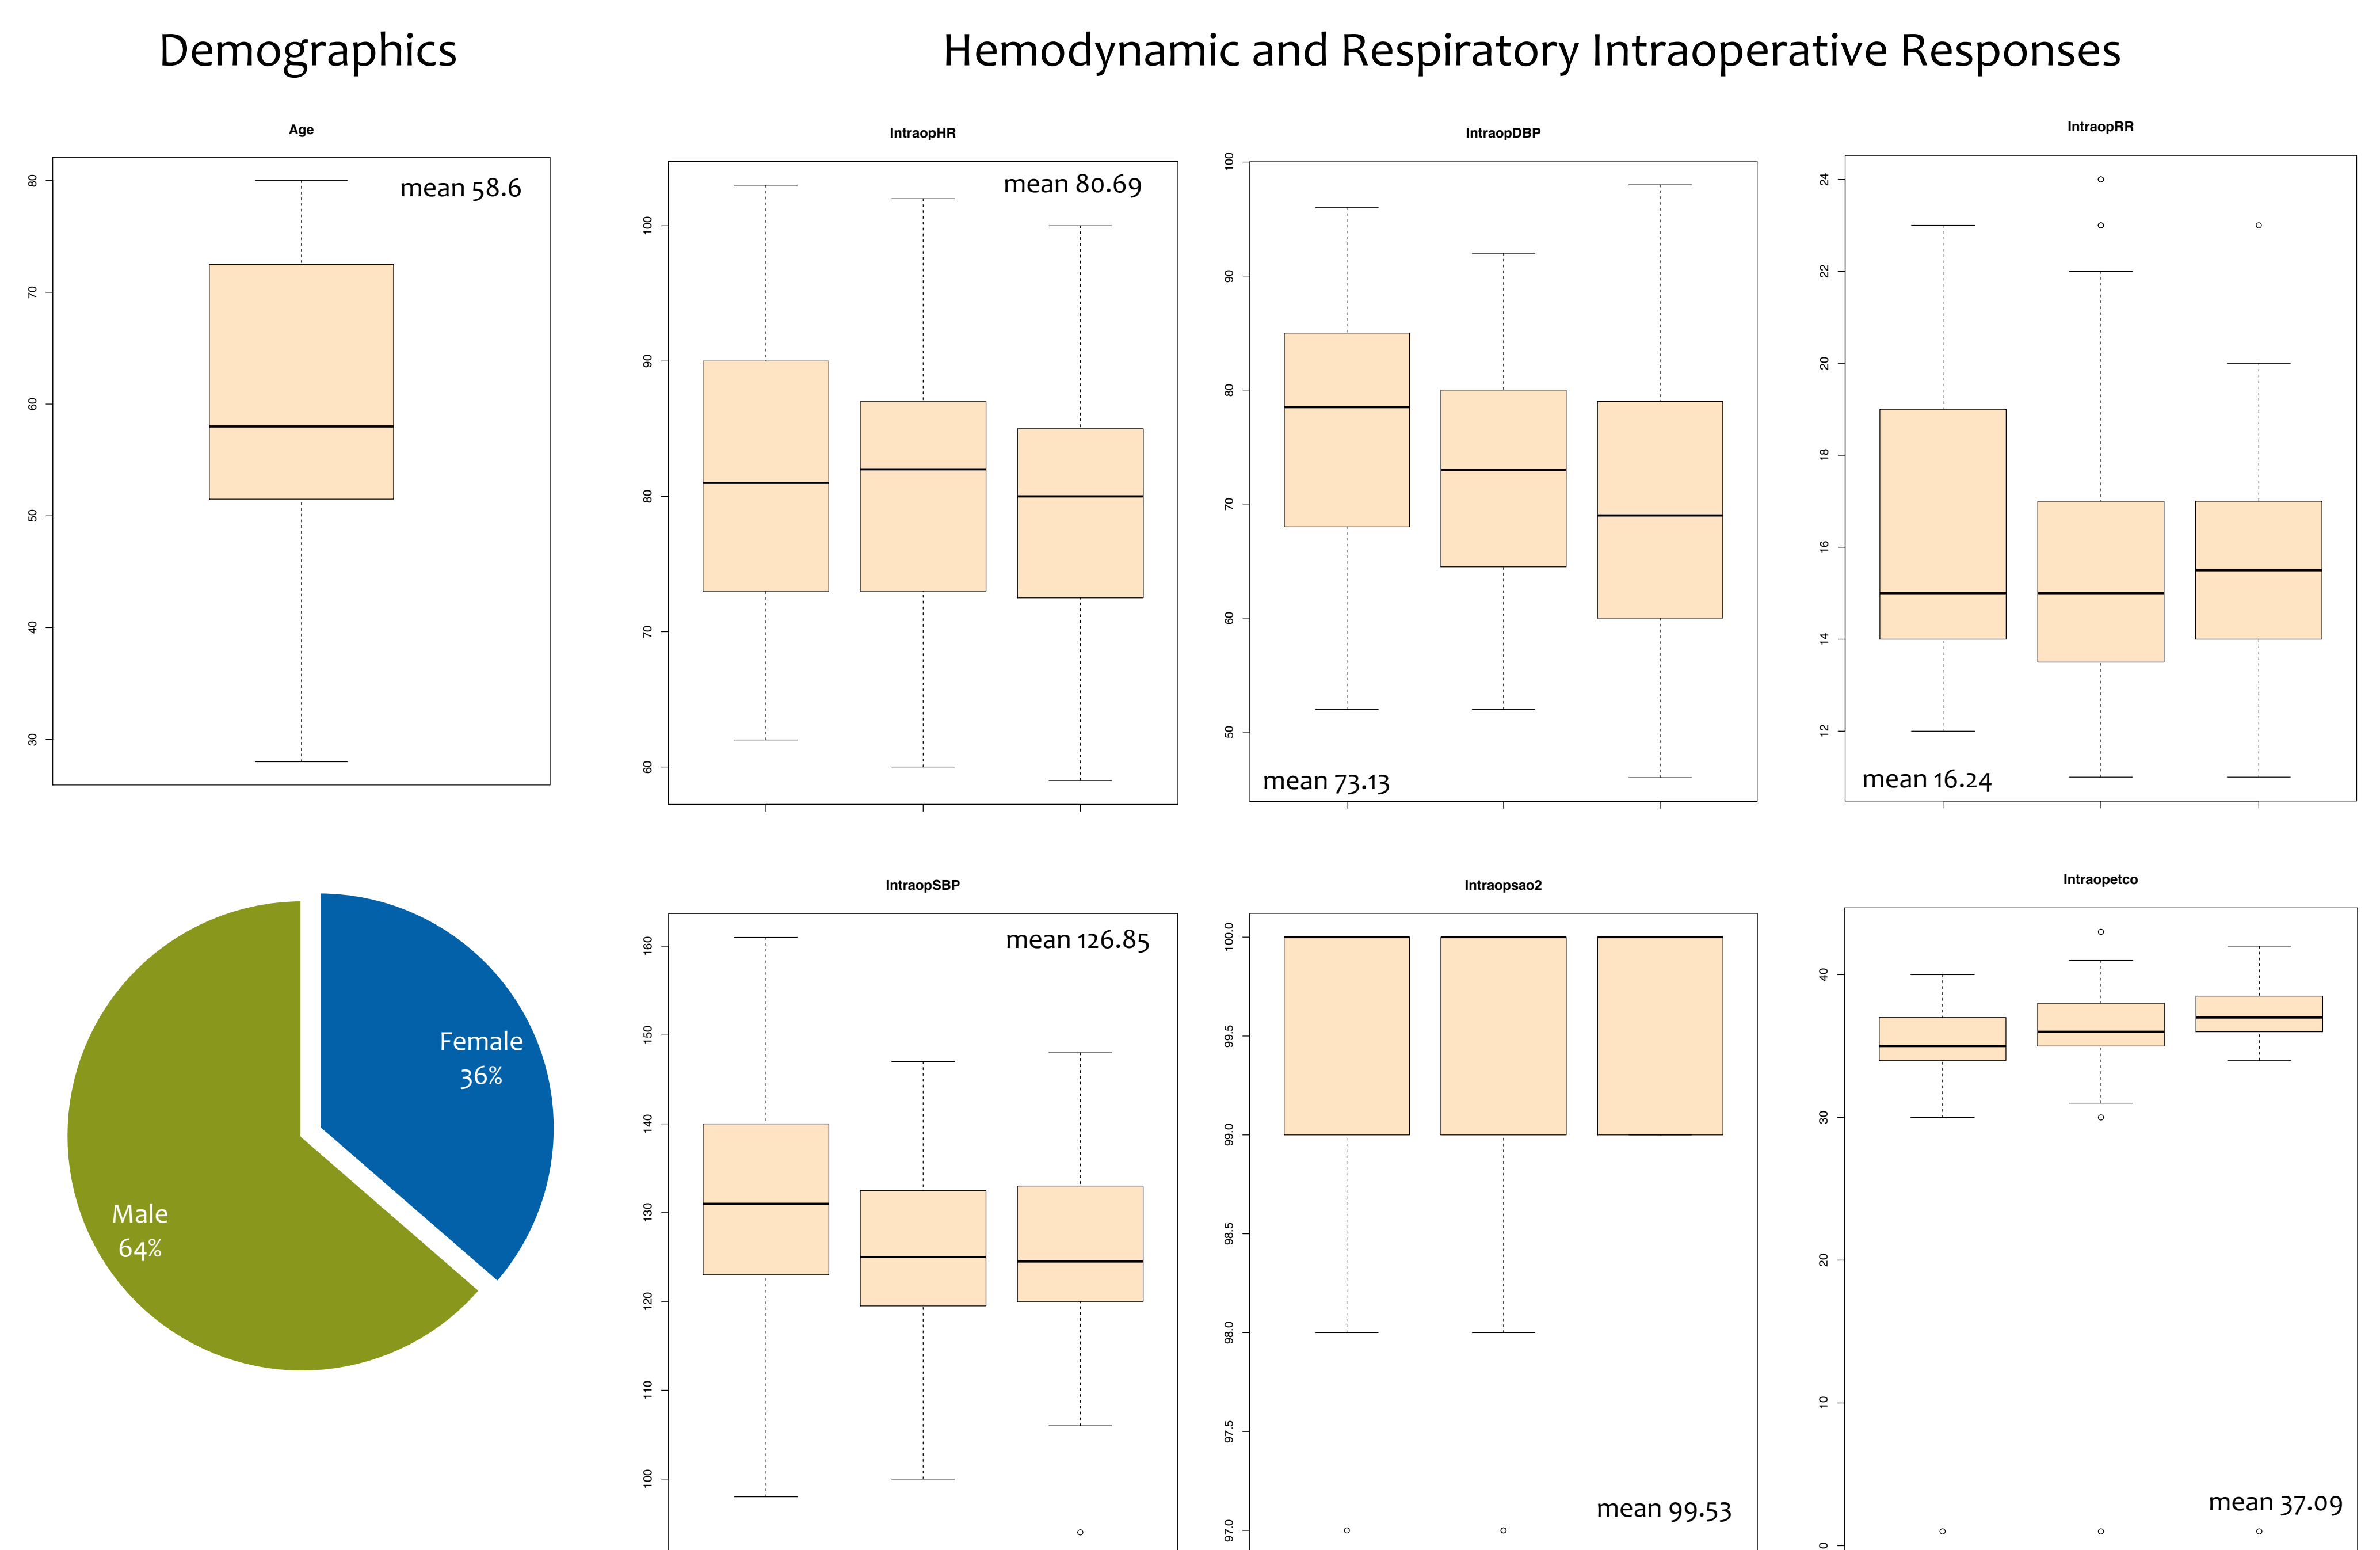 Demographics
Hemodynamic and Respiratory Intraoperative Responses
Age
80
70
60
50
40
30
mean 58.6
IntraopHR
100
90
80
70
60
mean 80.69
IntraopDBP
100
90
80
70
60
50
mean 73.13
IntraopRR
24
22
20
18
16
14
12
mean 16.24
Female
36%
Male
64%
IntraopSBP
160
150
140
130
120
110
100
mean 126.85
Intraopsao2
100.0
99.5
99.0
98.5
98.0
97.5
97.0
mean 99.53
Intraopetco
40
30
20
10
0
mean 37.09